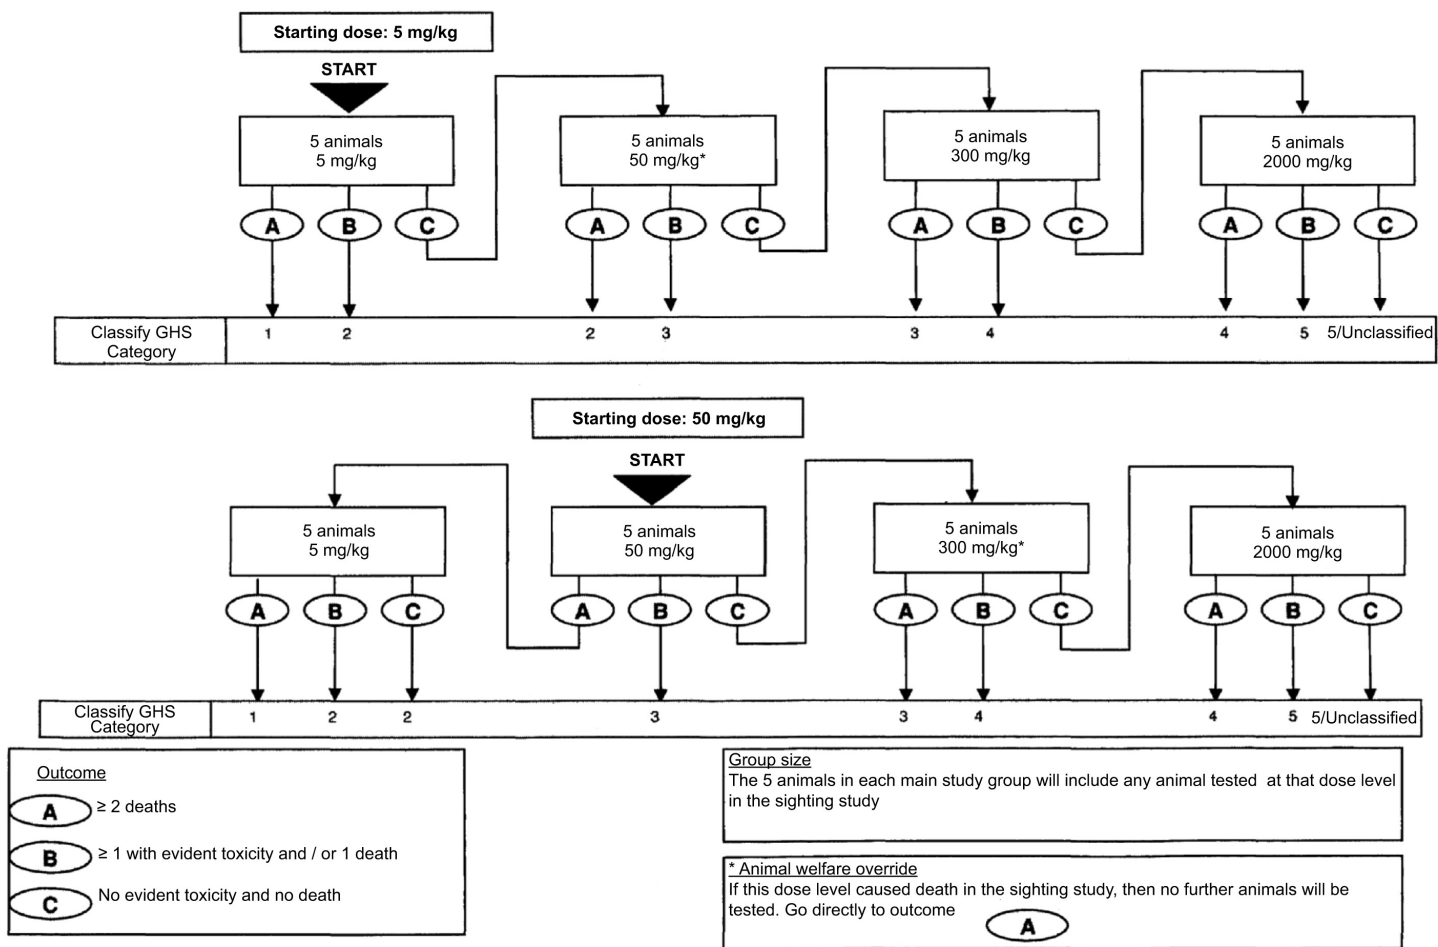 Starting dose: 5 mg/kg
START
5 animals
5 mg/kg
5 animals
50 mg/kg*
5 animals
300 mg/kg
5 animals
2000 mg/kg
A B C A B C A B C A B C
Classify GHS
Category
1 2 2 3 3 4 4 5 5/Unclassified
Starting dose: 50 mg/kg
START
5 animals
5 mg/kg
5 animals
50 mg/kg
5 animals
300 mg/kg*
5 animals
2000 mg/kg
A B C A B C A B C A B C
Classify GHS
Category
1 2 2 3 3 4 4 5 5/Unclassified
Outcome
A ≥ 2 deaths
B ≥ 1 with evident toxicity and / or 1 death
C No evident toxicity and no death
Group size
The 5 animals in each main study group will include any animal tested at that dose level
in the sighting study
* Animal welfare override
If this dose level caused death in the sighting study, then no further animals will be
tested. Go directly to outcome
A